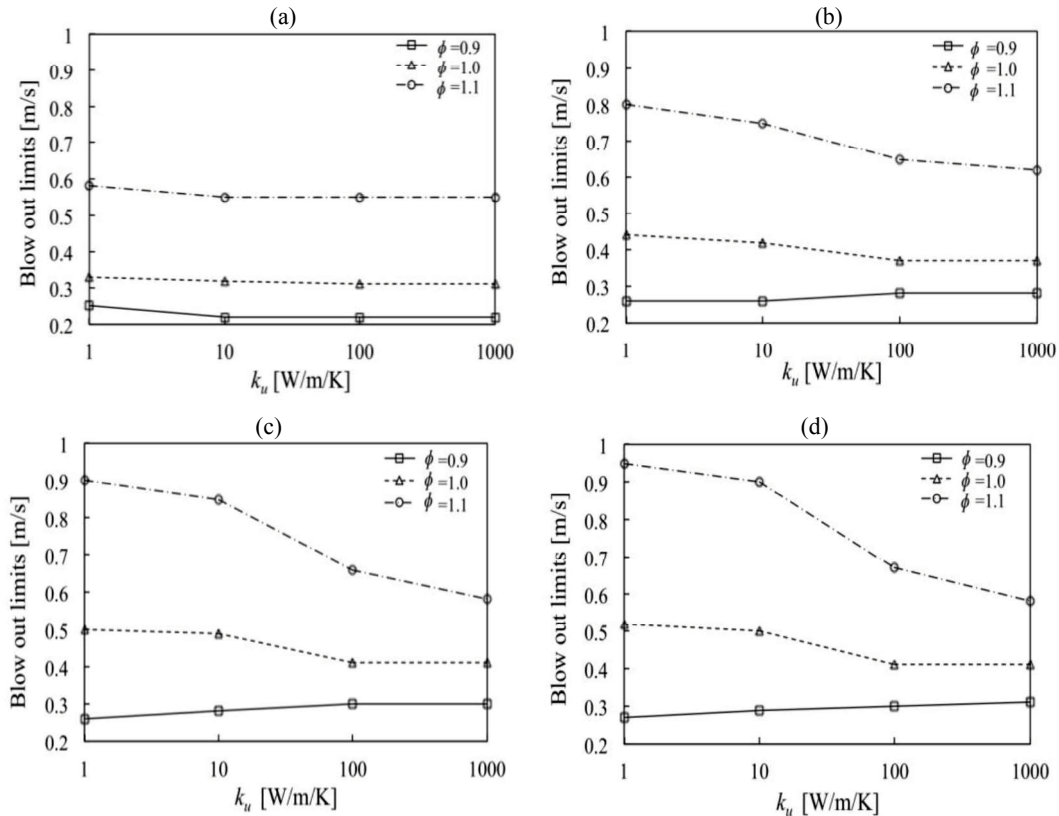 (a)
1
0.9
0.8
0.7
0.6
0.5
0.4
0.3
0.2
Blow out limits [m/s]
ϕ =0.9
ϕ =1.0
ϕ =1.1
1 10 100 1000
k_u [W/m/K]
(b)
1
0.9
0.8
0.7
0.6
0.5
0.4
0.3
0.2
Blow out limits [m/s]
ϕ =0.9
ϕ =1.0
ϕ =1.1
1 10 100 1000
k_u [W/m/K]
(c)
1
0.9
0.8
0.7
0.6
0.5
0.4
0.3
0.2
Blow out limits [m/s]
ϕ =0.9
ϕ =1.0
ϕ =1.1
1 10 100 1000
k_u [W/m/K]
(d)
1
0.9
0.8
0.7
0.6
0.5
0.4
0.3
0.2
Blow out limits [m/s]
ϕ =0.9
ϕ =1.0
ϕ =1.1
1 10 100 1000
k_u [W/m/K]